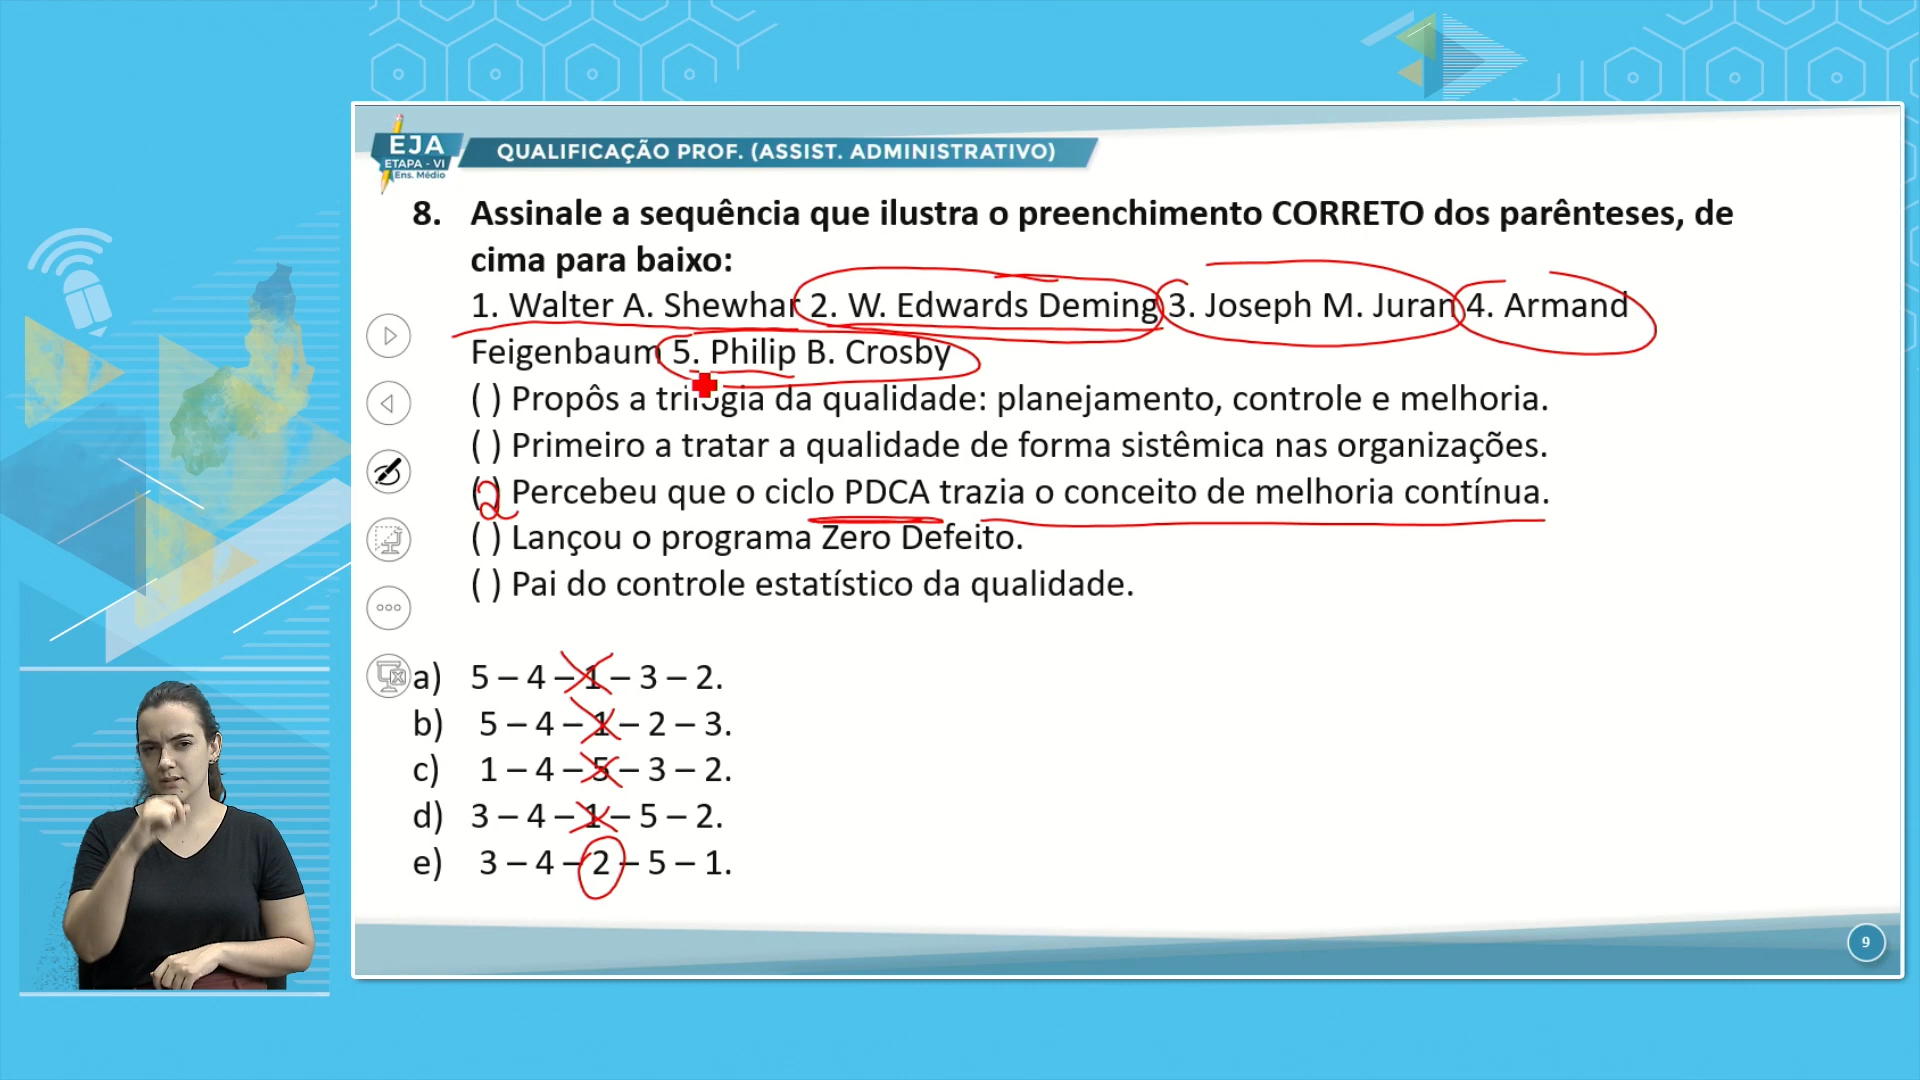 EJA
ETAPA - VI
Ens. Médio
QUALIFICAÇÃO PROF. (ASSIST. ADMINISTRATIVO)
8. Assinale a sequência que ilustra o preenchimento CORRETO dos parênteses, de
cima para baixo:
1. Walter A. Shewhar 2. W. Edwards Deming 3. Joseph M. Juran 4. Armand
Feigenbaum 5. Philip B. Crosby
( ) Propôs a trilogia da qualidade: planejamento, controle e melhoria.
( ) Primeiro a tratar a qualidade de forma sistêmica nas organizações.
(2) Percebeu que o ciclo PDCA trazia o conceito de melhoria contínua.
( ) Lançou o programa Zero Defeito.
( ) Pai do controle estatístico da qualidade.
a) 5 – 4 – 1 – 3 – 2.
b) 5 – 4 – 1 – 2 – 3.
c) 1 – 4 – 5 – 3 – 2.
d) 3 – 4 – 1 – 5 – 2.
e) 3 – 4 – 2 – 5 – 1.
9